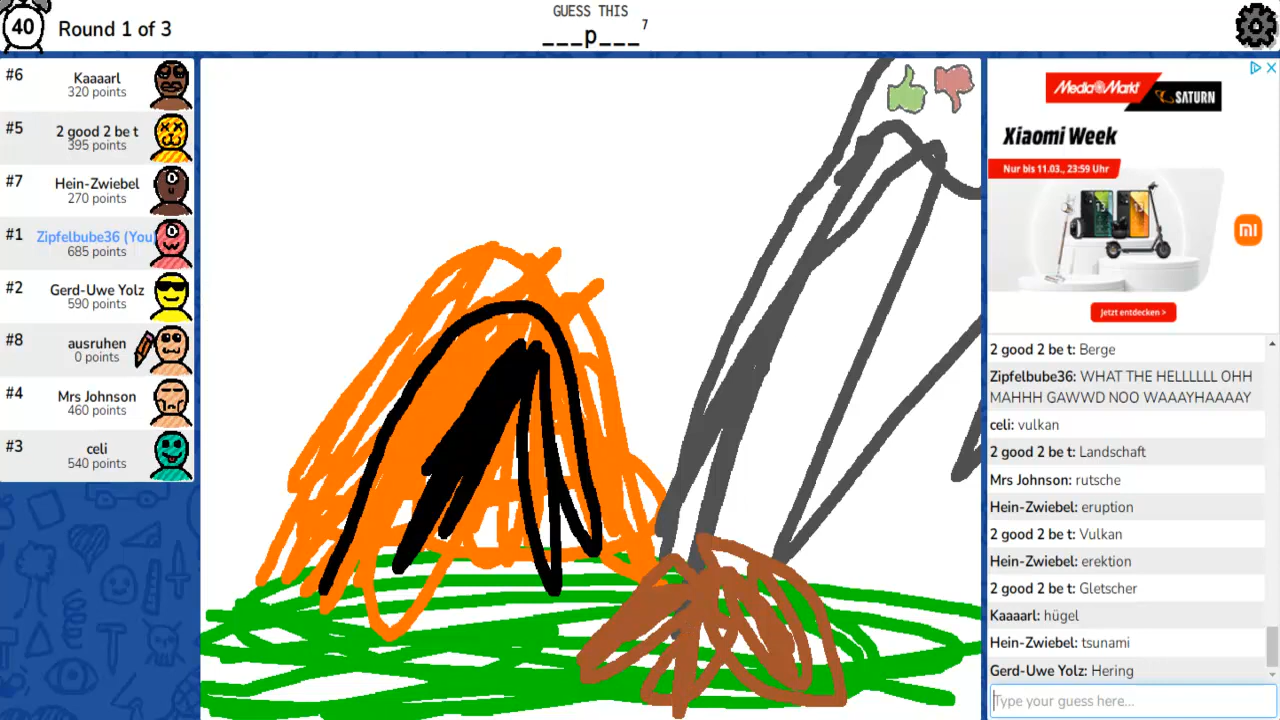 40
Round 1 of 3
GUESS THIS
___p___ 7
#6 Kaaaarl
320 points
#5 2 good 2 be t
395 points
#7 Hein-Zwiebel
270 points
#1 Zipfelbube36 (You)
685 points
#2 Gerd-Uwe Yolz
590 points
#8 ausruhen
0 points
#4 Mrs Johnson
460 points
#3 celi
540 points
Media Markt
SATURN
Xiaomi Week
Nur bis 11.03., 23:59 Uhr
Jetzt entdecken >
2 good 2 be t: Berge
Zipfelbube36: WHAT THE HELLLLLL OHH
MAHHH GAWWD NOO WAAAYHAAAAY
celi: vulkan
2 good 2 be t: Landschaft
Mrs Johnson: rutsche
Hein-Zwiebel: eruption
2 good 2 be t: Vulkan
Hein-Zwiebel: erektion
2 good 2 be t: Gletscher
Kaaaarl: hügel
Hein-Zwiebel: tsunami
Gerd-Uwe Yolz: Hering
Type your guess here...